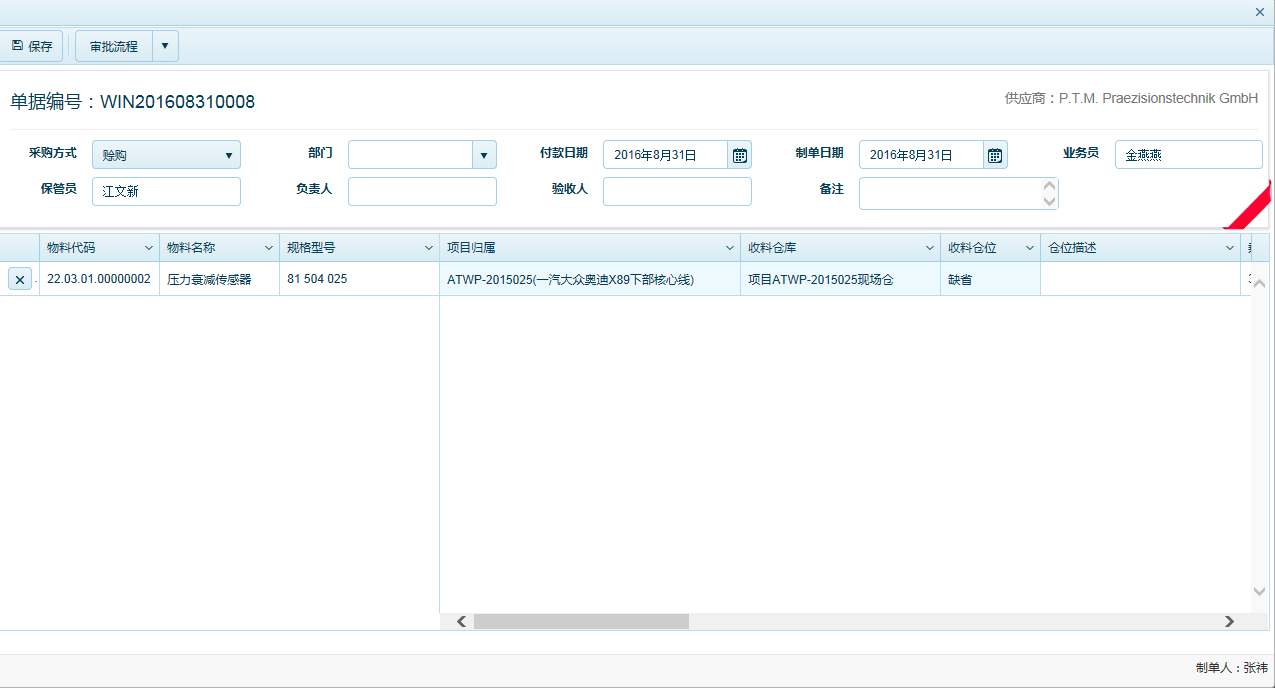 保存 审批流程
单据编号：WIN201608310008
供应商：P.T.M. Praezisionstechnik GmbH
采购方式 赊购 部门 付款日期 2016年8月31日 制单日期 2016年8月31日 业务员 金燕燕
保管员 江文新 负责人 验收人 备注
物料代码 物料名称 规格型号 项目归属 收料仓库 收料仓位 仓位描述
22.03.01.00000002 压力衰减传感器 81 504 025 ATWP-2015025(一汽大众奥迪X89下部核心线) 项目ATWP-2015025现场仓 缺省
制单人：张祎